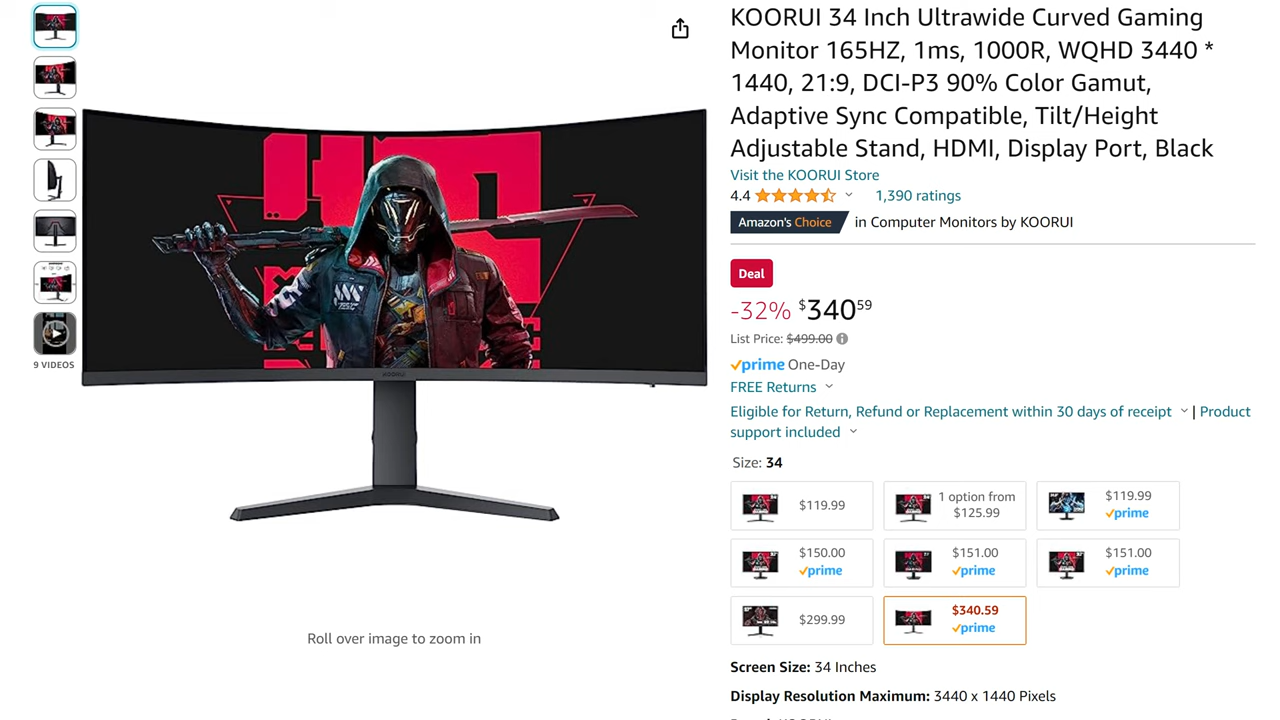 KOORUI 34 Inch Ultrawide Curved Gaming
Monitor 165HZ, 1ms, 1000R, WQHD 3440 *
1440, 21:9, DCI-P3 90% Color Gamut,
Adaptive Sync Compatible, Tilt/Height
Adjustable Stand, HDMI, Display Port, Black
Visit the KOORUI Store
4.4 1,390 ratings
Amazon's Choice in Computer Monitors by KOORUI
Deal
-32% $34059
List Price: $499.00
prime One-Day
FREE Returns
Eligible for Return, Refund or Replacement within 30 days of receipt | Product
support included
Size: 34
$119.99
1 option from
$125.99
$119.99
prime
$150.00
prime
$151.00
prime
$151.00
prime
$299.99
$340.59
prime
Screen Size: 34 Inches
Display Resolution Maximum: 3440 x 1440 Pixels
9 VIDEOS
KOORUI
Roll over image to zoom in